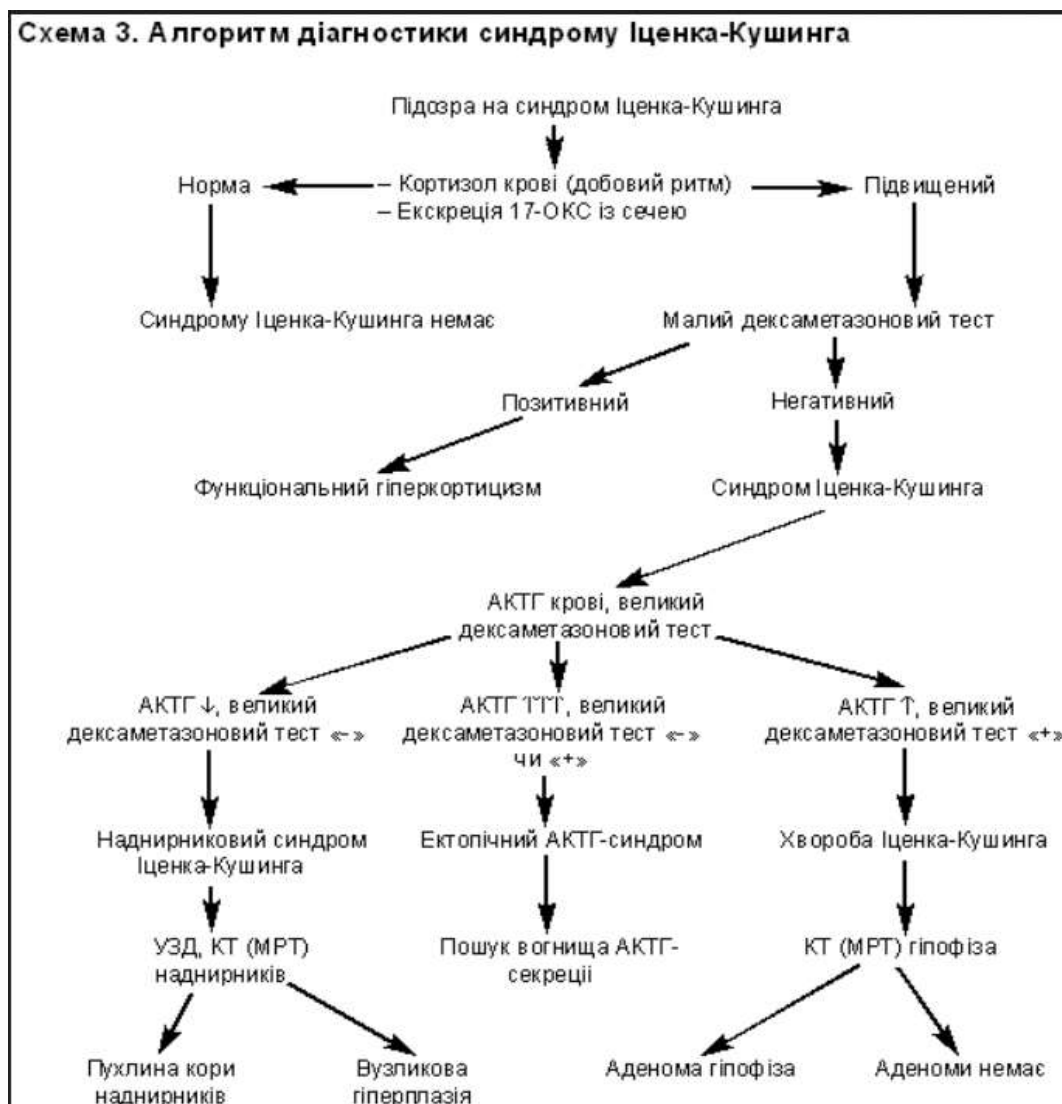 Схема 3. Алгоритм діагностики синдрому Іценка-Кушинга
Підозра на синдром Іценка-Кушинга
Норма
– Кортизол крові (добовий ритм)
– Екскреція 17-ОКС із сечею
Підвищений
Синдрому Іценка-Кушинга немає
Малий дексаметазоновий тест
Позитивний
Негативний
Функціональний гіперкортицизм
Синдром Іценка-Кушинга
АКТГ крові, великий
дексаметазоновий тест
АКТГ ↓, великий
дексаметазоновий тест «-»
АКТГ ↑↑↑, великий
дексаметазоновий тест «-»
чи «+»
АКТГ ↑, великий
дексаметазоновий тест «+»
Наднирниковий синдром
Іценка-Кушинга
Ектопічний АКТГ-синдром
Хвороба Іценка-Кушинга
УЗД, КТ (МРТ)
наднирників
Пошук вогнища АКТГ-
секреції
КТ (МРТ) гіпофіза
Пухлина кори
наднирників
Вузликова
гіперплазія
Аденома гіпофіза
Аденоми немає